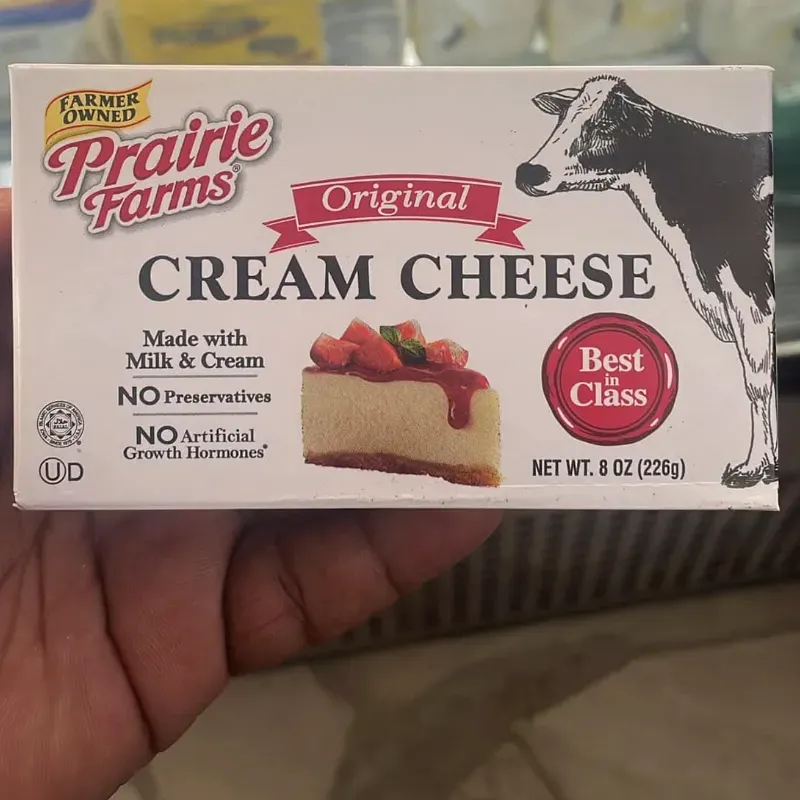 FARMER
OWNED
Prairie
Farms®
Original
CREAM CHEESE
Made with
Milk & Cream
NO Preservatives
NO Artificial
Growth Hormones*
Best
in
Class
NET WT. 8 OZ (226g)
UD